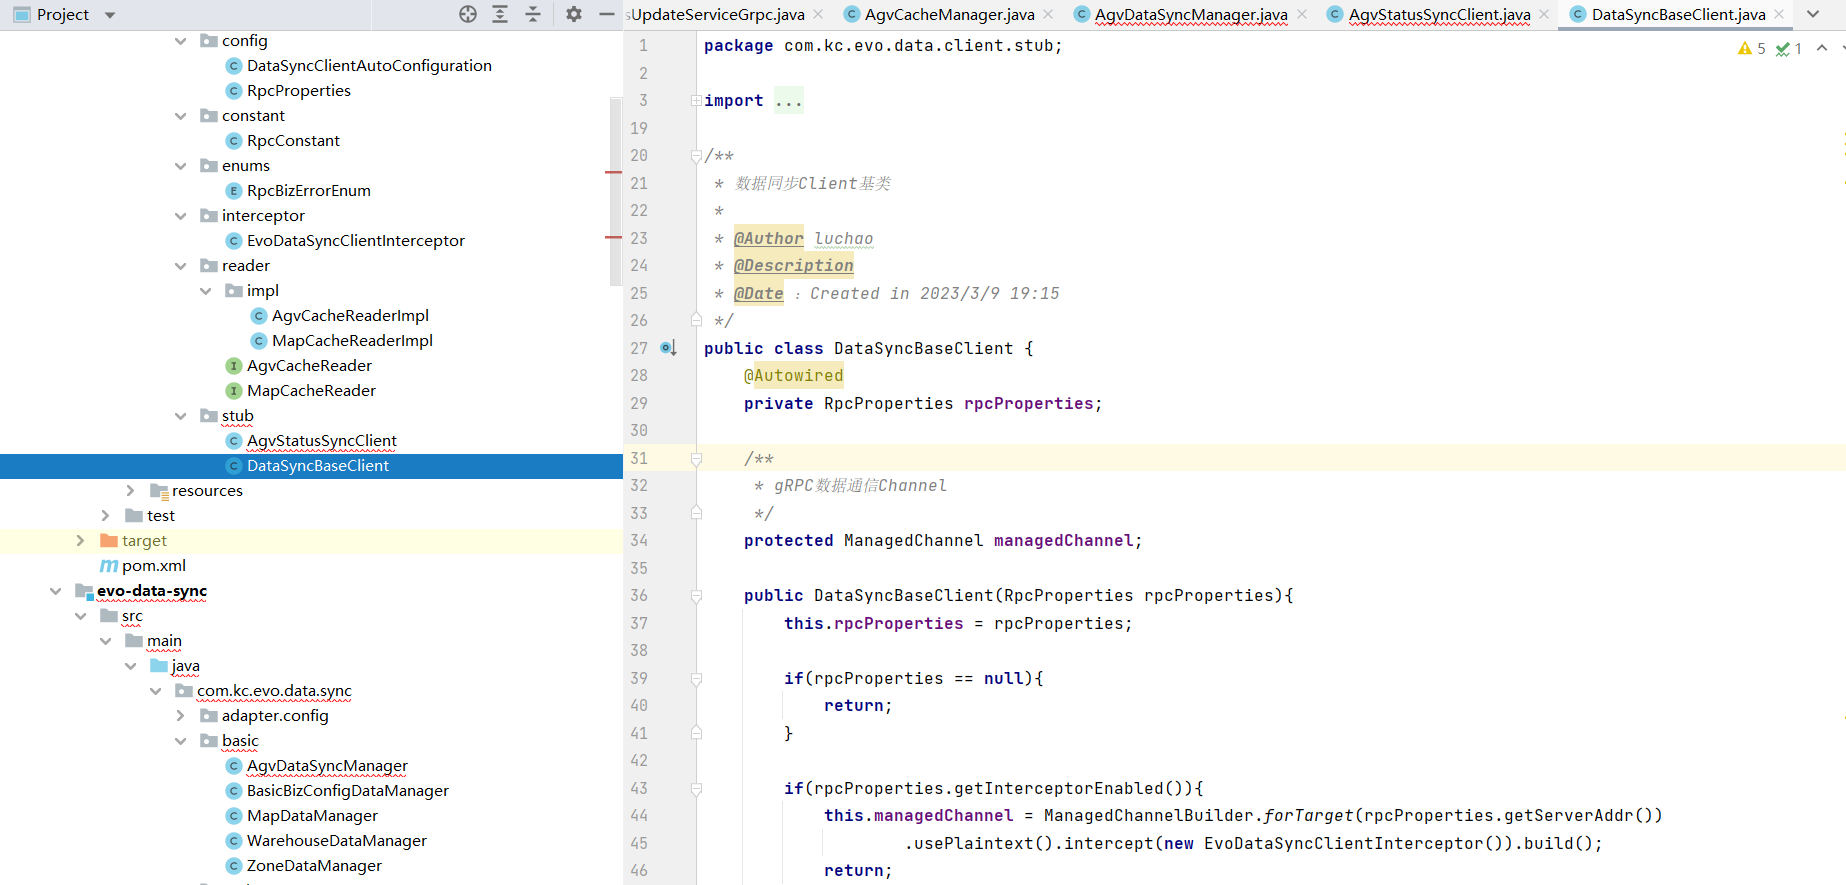 Project
sUpdateServiceGrpc.java
AgvCacheManager.java
AgvDataSyncManager.java
AgvStatusSyncClient.java
DataSyncBaseClient.java
config
DataSyncClientAutoConfiguration
RpcProperties
constant
RpcConstant
enums
RpcBizErrorEnum
interceptor
EvoDataSyncClientInterceptor
reader
impl
AgvCacheReaderImpl
MapCacheReaderImpl
AgvCacheReader
MapCacheReader
stub
AgvStatusSyncClient
DataSyncBaseClient
resources
test
target
pom.xml
evo-data-sync
src
main
java
com.kc.evo.data.sync
adapter.config
basic
AgvDataSyncManager
BasicBizConfigDataManager
MapDataManager
WarehouseDataManager
ZoneDataManager
5 1
1 package com.kc.evo.data.client.stub;
2
3 import ...
19
20 /**
21 * 数据同步Client基类
22 *
23 * @Author luchao
24 * @Description
25 * @Date : Created in 2023/3/9 19:15
26 */
27 public class DataSyncBaseClient {
28 @Autowired
29 private RpcProperties rpcProperties;
30
31 /**
32 * gRPC数据通信Channel
33 */
34 protected ManagedChannel managedChannel;
35
36 public DataSyncBaseClient(RpcProperties rpcProperties){
37 this.rpcProperties = rpcProperties;
38
39 if(rpcProperties == null){
40 return;
41 }
42
43 if(rpcProperties.getInterceptorEnabled()){
44 this.managedChannel = ManagedChannelBuilder.forTarget(rpcProperties.getServerAddr())
45 .usePlaintext().intercept(new EvoDataSyncClientInterceptor()).build();
46 return;